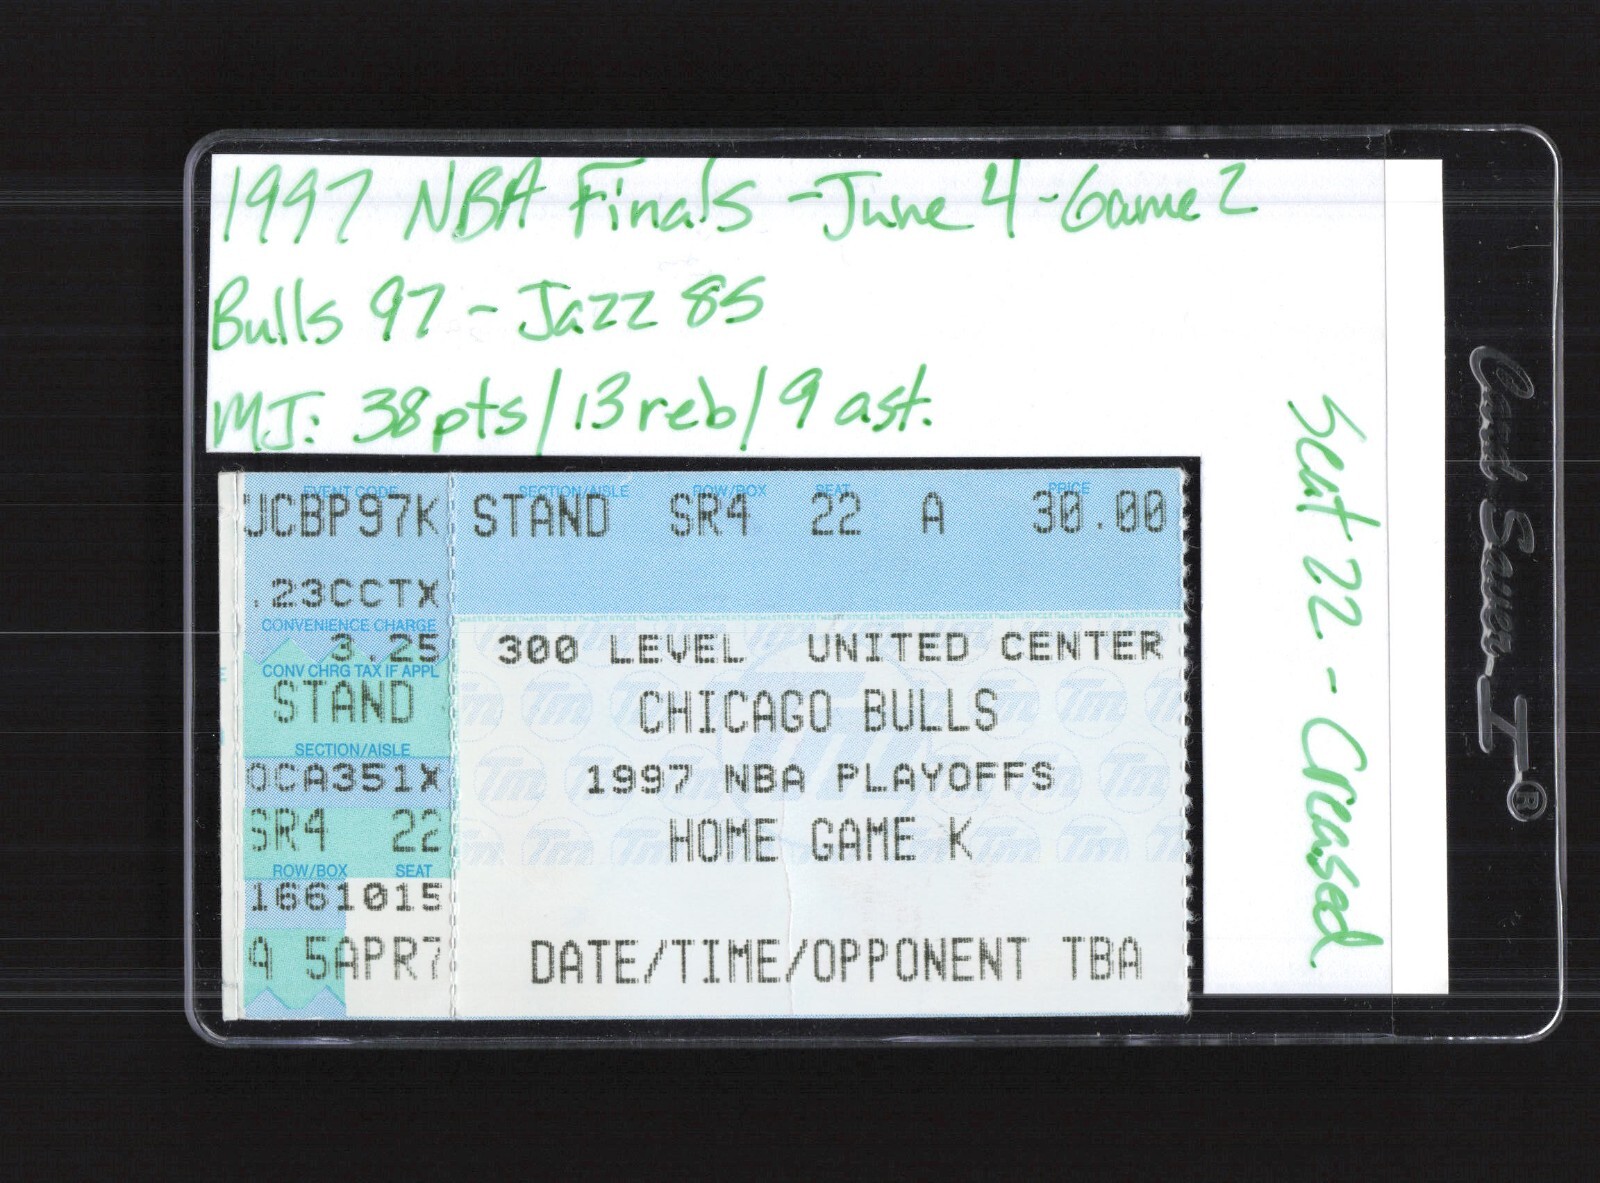 1997 NBA Finals - June 4 - Game 2
Bulls 97 - Jazz 85
MJ: 38pts/13reb/9 ast.
Seat 22 - Creased
Card Saver I®
EVENT CODE
UCBP97K
.23CCTX
CONVENIENCE CHARGE
3.25
CONV CHRG TAX IF APPL
STAND
SECTION/AISLE
OCA351X
SR4 22
ROW/BOX SEAT
1661015
A 5APR7
SECTION/AISLE ROW/BOX SEAT PRICE
STAND SR4 22 A 30.00
300 LEVEL UNITED CENTER
CHICAGO BULLS
1997 NBA PLAYOFFS
HOME GAME K
DATE/TIME/OPPONENT TBA